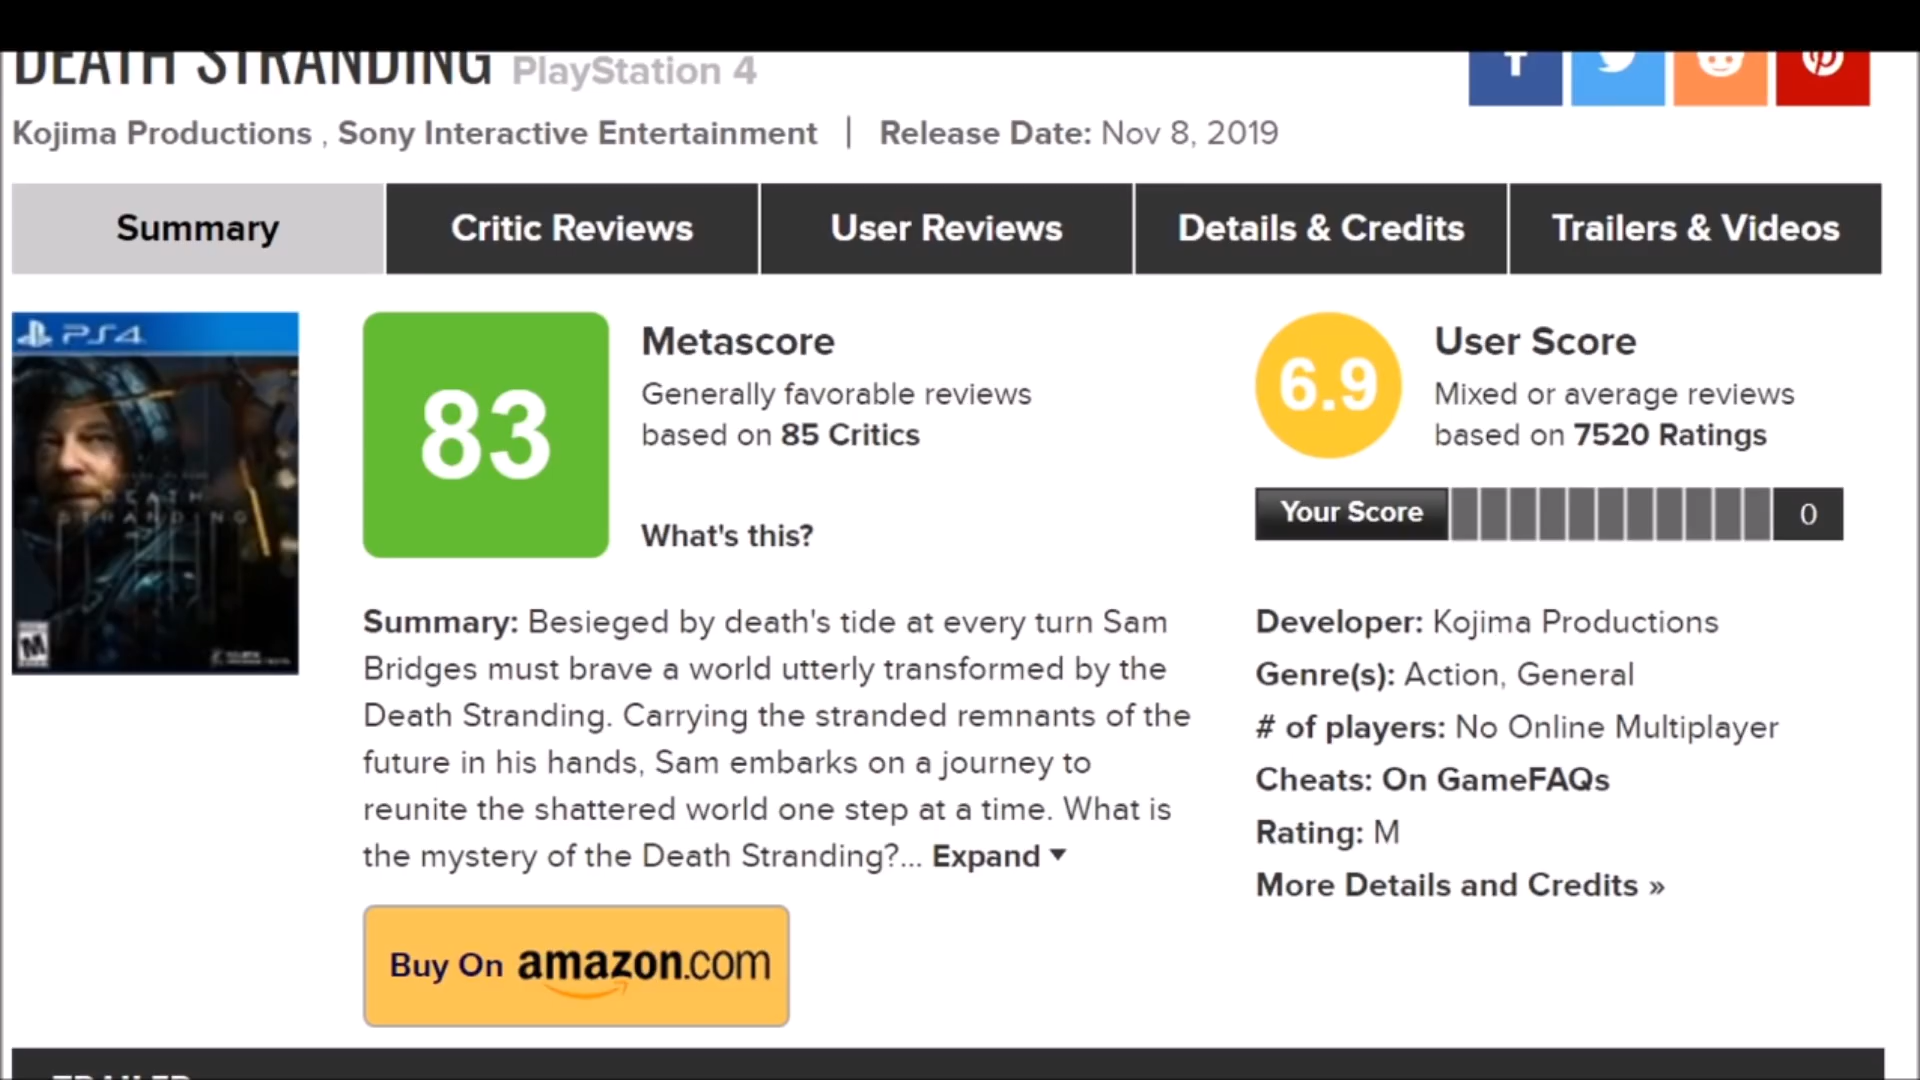 DEATH STRANDING PlayStation 4
Kojima Productions , Sony Interactive Entertainment | Release Date: Nov 8, 2019
Summary
Critic Reviews
User Reviews
Details & Credits
Trailers & Videos
PS4
DEATH
STRANDING
M
83
Metascore
Generally favorable reviews
based on 85 Critics
What's this?
6.9
User Score
Mixed or average reviews
based on 7520 Ratings
Your Score
0
Summary: Besieged by death's tide at every turn Sam
Bridges must brave a world utterly transformed by the
Death Stranding. Carrying the stranded remnants of the
future in his hands, Sam embarks on a journey to
reunite the shattered world one step at a time. What is
the mystery of the Death Stranding?... Expand
Developer: Kojima Productions
Genre(s): Action, General
# of players: No Online Multiplayer
Cheats: On GameFAQs
Rating: M
More Details and Credits »
Buy On amazon.com
TRAILER